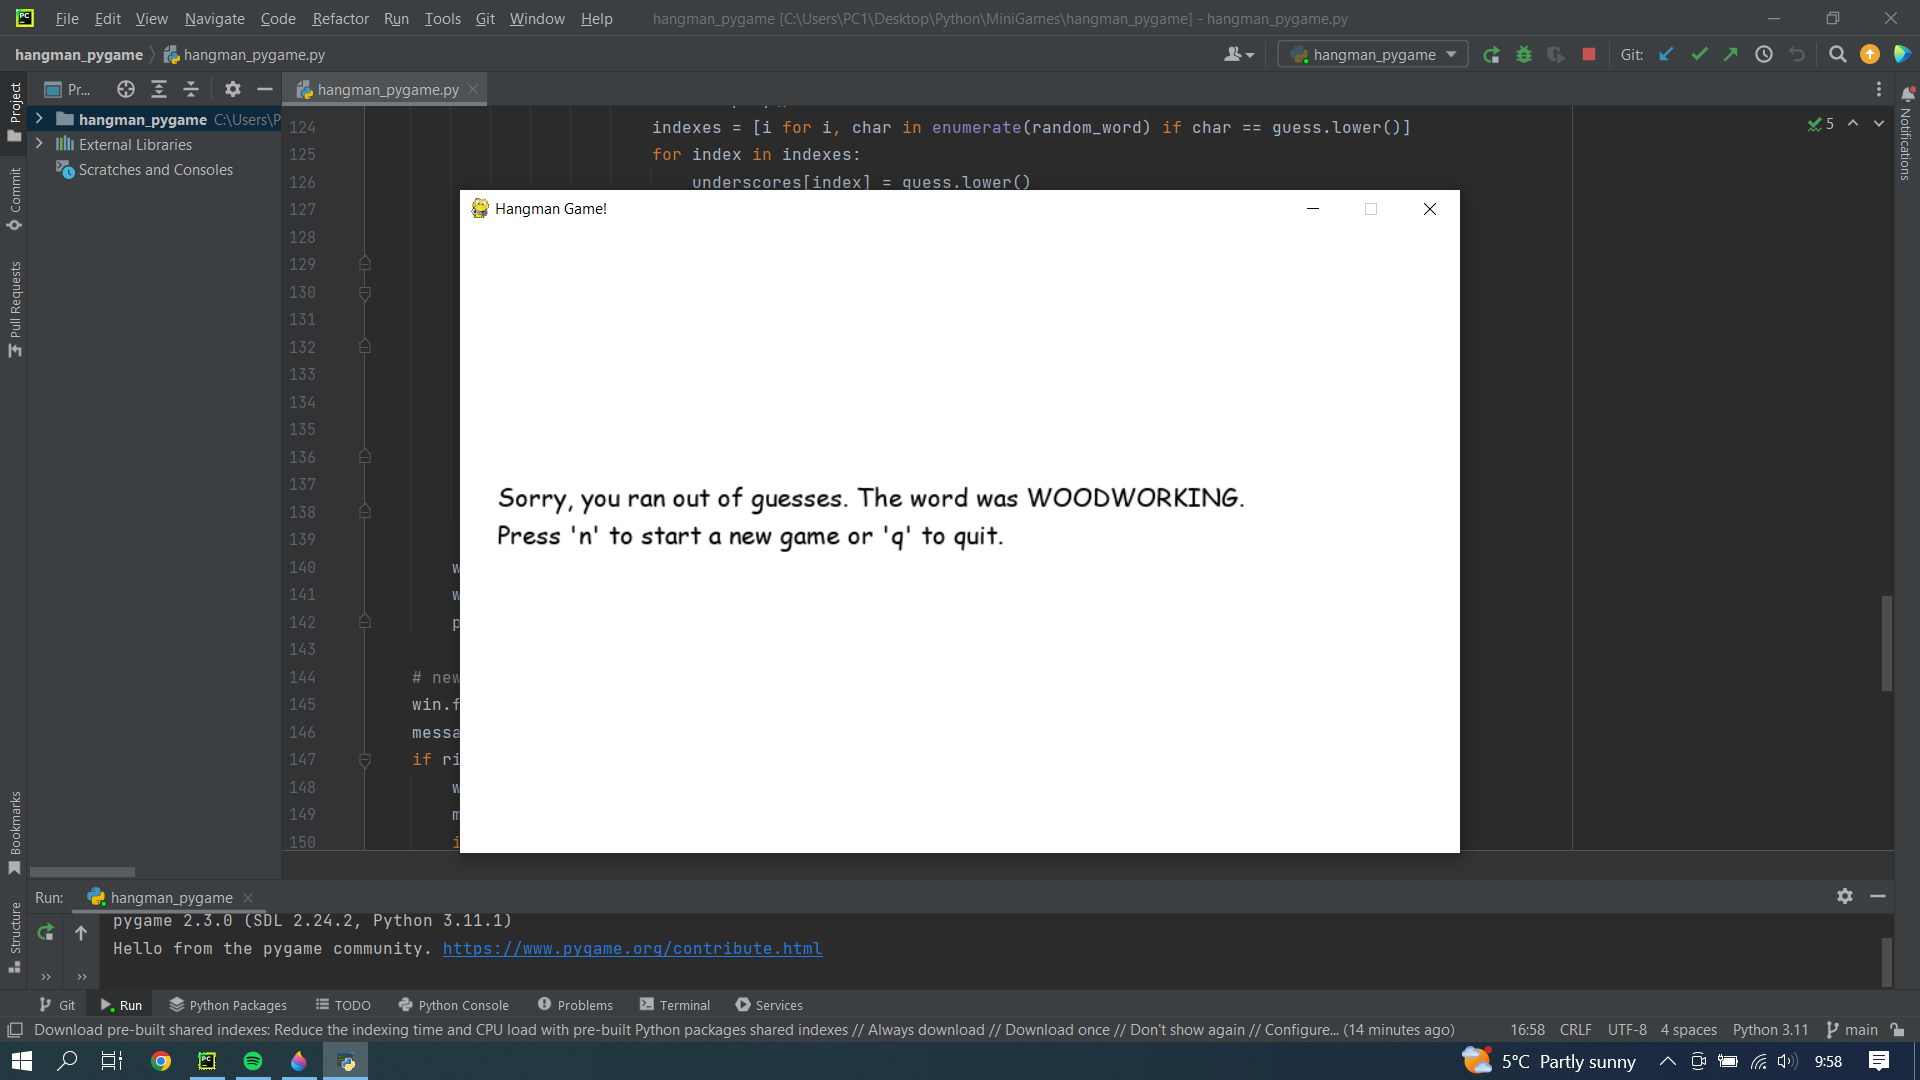 File Edit View Navigate Code Refactor Run Tools Git Window Help hangman_pygame [C:\Users\PC1\Desktop\Python\MiniGames\hangman_pygame] - hangman_pygame.py
hangman_pygame hangman_pygame.py hangman_pygame Git:
Project
Pr...
hangman_pygame.py
hangman_pygame C:\Users\P
External Libraries
Scratches and Consoles
Commit
Pull Requests
Bookmarks
Structure
Notifications
5
124 indexes = [i for i, char in enumerate(random_word) if char == guess.lower()]
125 for index in indexes:
126 underscores[index] = guess.lower()
127
128
129
130
131
132
133
134
135
136
137
138
139
140 w
141 w
142 p
143
144 # new
145 win.f
146 messa
147 if ri
148 w
149 m
150 i
Hangman Game!
Sorry, you ran out of guesses. The word was WOODWORKING.
Press 'n' to start a new game or 'q' to quit.
Run: hangman_pygame
pygame 2.3.0 (SDL 2.24.2, Python 3.11.1)
Hello from the pygame community. https://www.pygame.org/contribute.html
Git Run Python Packages TODO Python Console Problems Terminal Services
Download pre-built shared indexes: Reduce the indexing time and CPU load with pre-built Python packages shared indexes // Always download // Download once // Don't show again // Configure... (14 minutes ago) 16:58 CRLF UTF-8 4 spaces Python 3.11 main
5°C Partly sunny 9:58